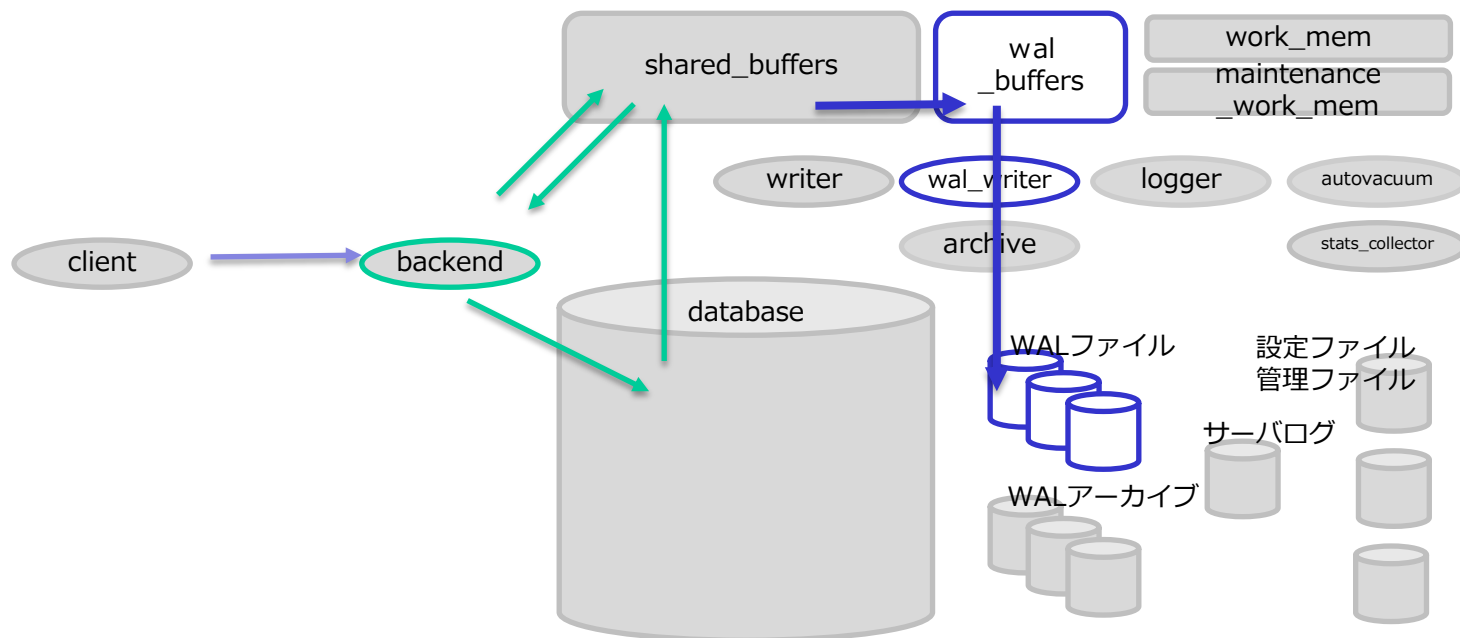 shared_buffers
wal
_buffers
work_mem
maintenance
_work_mem
writer
wal_writer
logger
autovacuum
archive
stats_collector
client
backend
database
WALファイル
設定ファイル
管理ファイル
サーバログ
WALアーカイブ